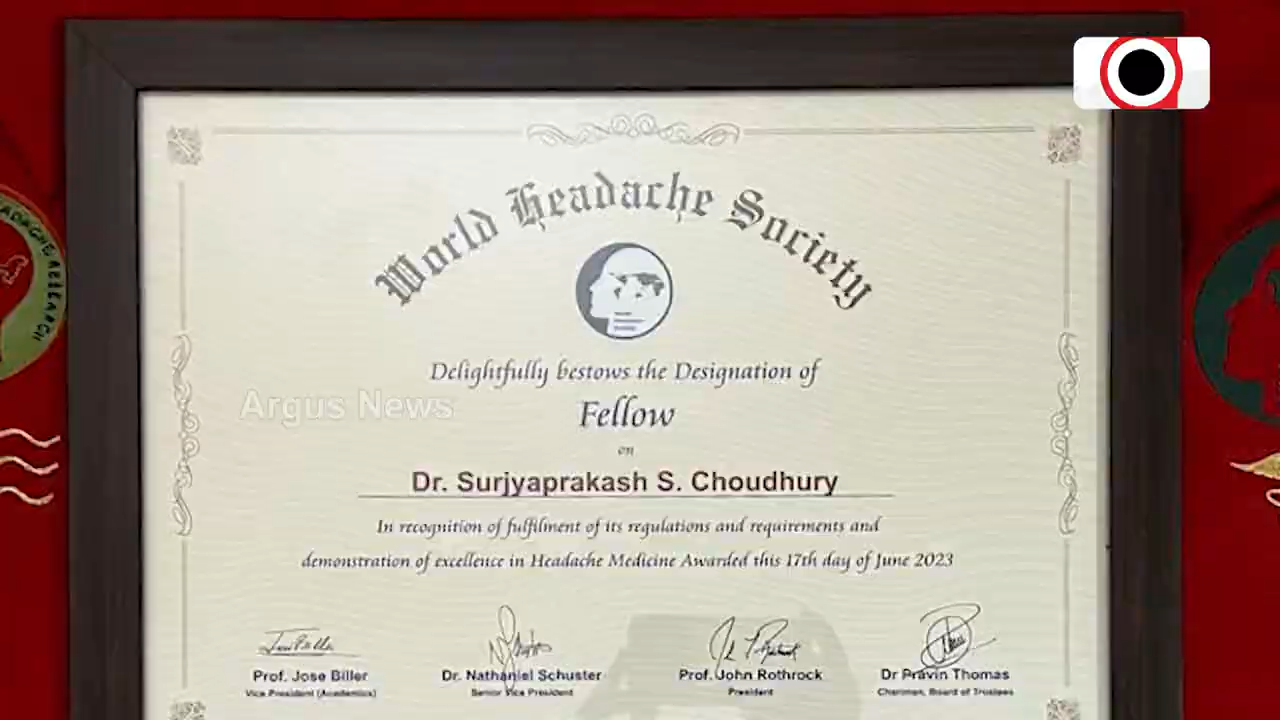 World Headache Society
Delightfully bestows the Designation of
Argus News
Fellow
on
Dr. Surjyaprakash S. Choudhury
In recognition of fulfilment of its regulations and requirements and
demonstration of excellence in Headache Medicine Awarded this 17th day of June 2023
Prof. Jose Biller
Vice President (Academics)
Dr. Nathaniel Schuster
Senior Vice President
Prof. John Rothrock
President
Dr Pravin Thomas
Chariman, Board of Trustees
HEADACHE RESEARCH